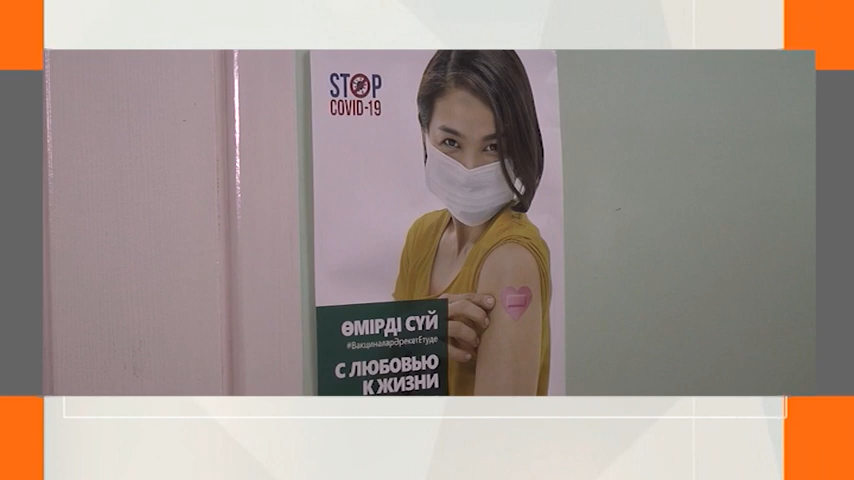 STOP
COVID-19
ӨМІРДІ СҮЙ
#ВакциналарӘрекетЕтуде
С ЛЮБОВЬЮ
К ЖИЗНИ